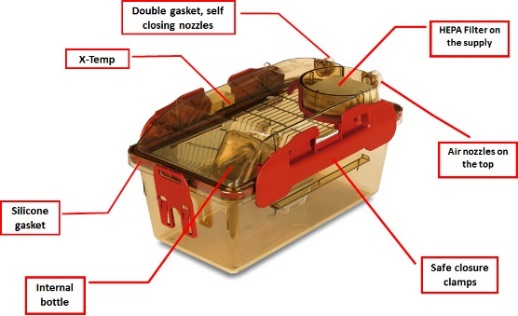 Double gasket, self
closing nozzles
HEPA Filter on
the supply
X-Temp
Air nozzles on
the top
Silicone
gasket
Safe closure
clamps
Internal
bottle